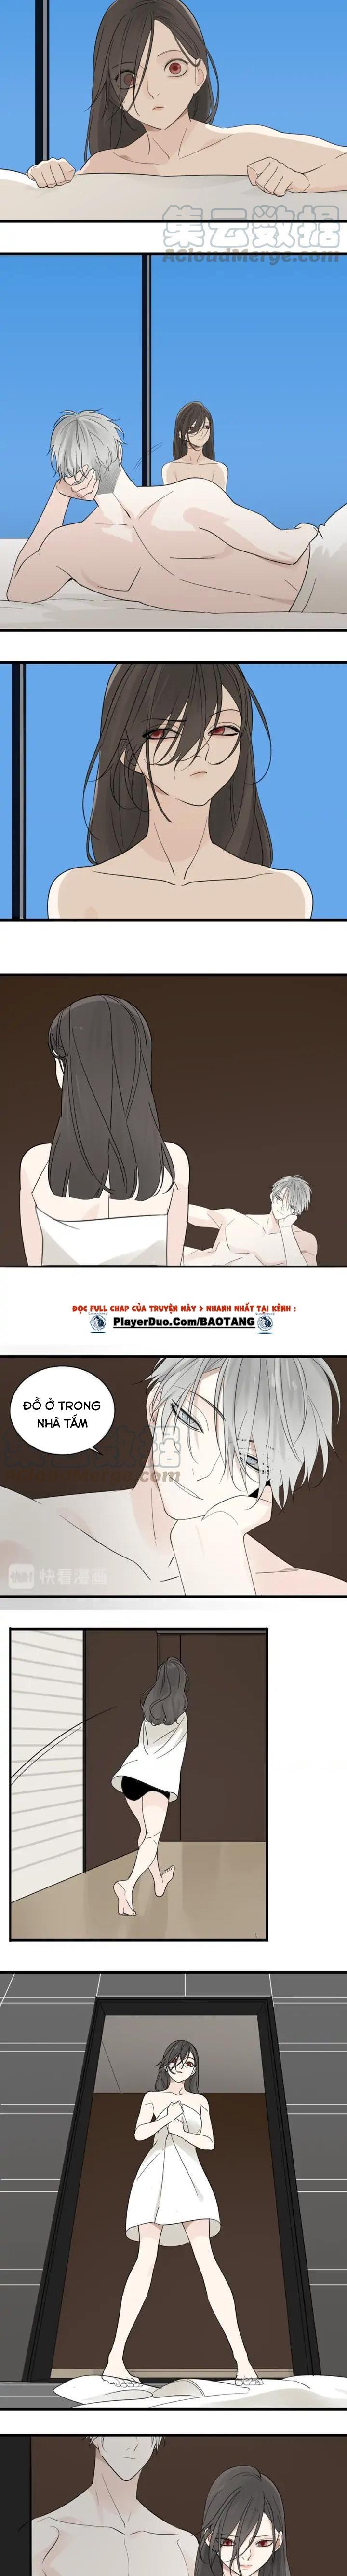 集云数据
AcloudMerge.com
ĐỌC FULL CHAP CỦA TRUYỆN NÀY > NHANH NHẤT TẠI KÊNH :
PlayerDuo.Com/BAOTANG
ĐỒ Ở TRONG
NHÀ TẮM
快看漫画